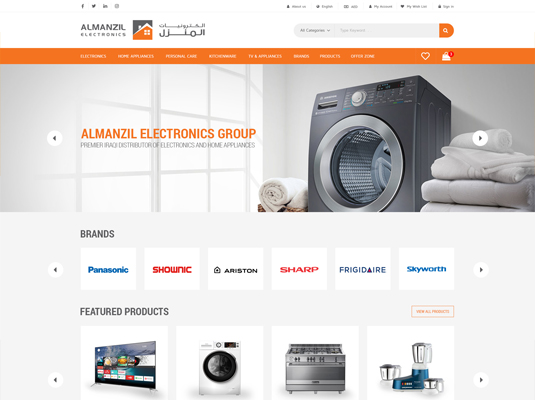 About us
English
IQD
My Account
My Wish List
Sign In
ALMANZIL
ELECTRONICS
الكترونيات
المنزل
All Categories
Type Keyword
ELECTRONICS HOME APPLIANCES PERSONAL CARE KITCHENWARE TV & APPLIANCES BRANDS PRODUCTS OFFER ZONE
ALMANZIL ELECTRONICS GROUP
PREMIER IRAQI DISTRIBUTOR OF ELECTRONICS AND HOME APPLIANCES
BRANDS
Panasonic SHOWNIC ARISTON SHARP FRIGIDAIRE Skyworth
FEATURED PRODUCTS
VIEW ALL PRODUCTS